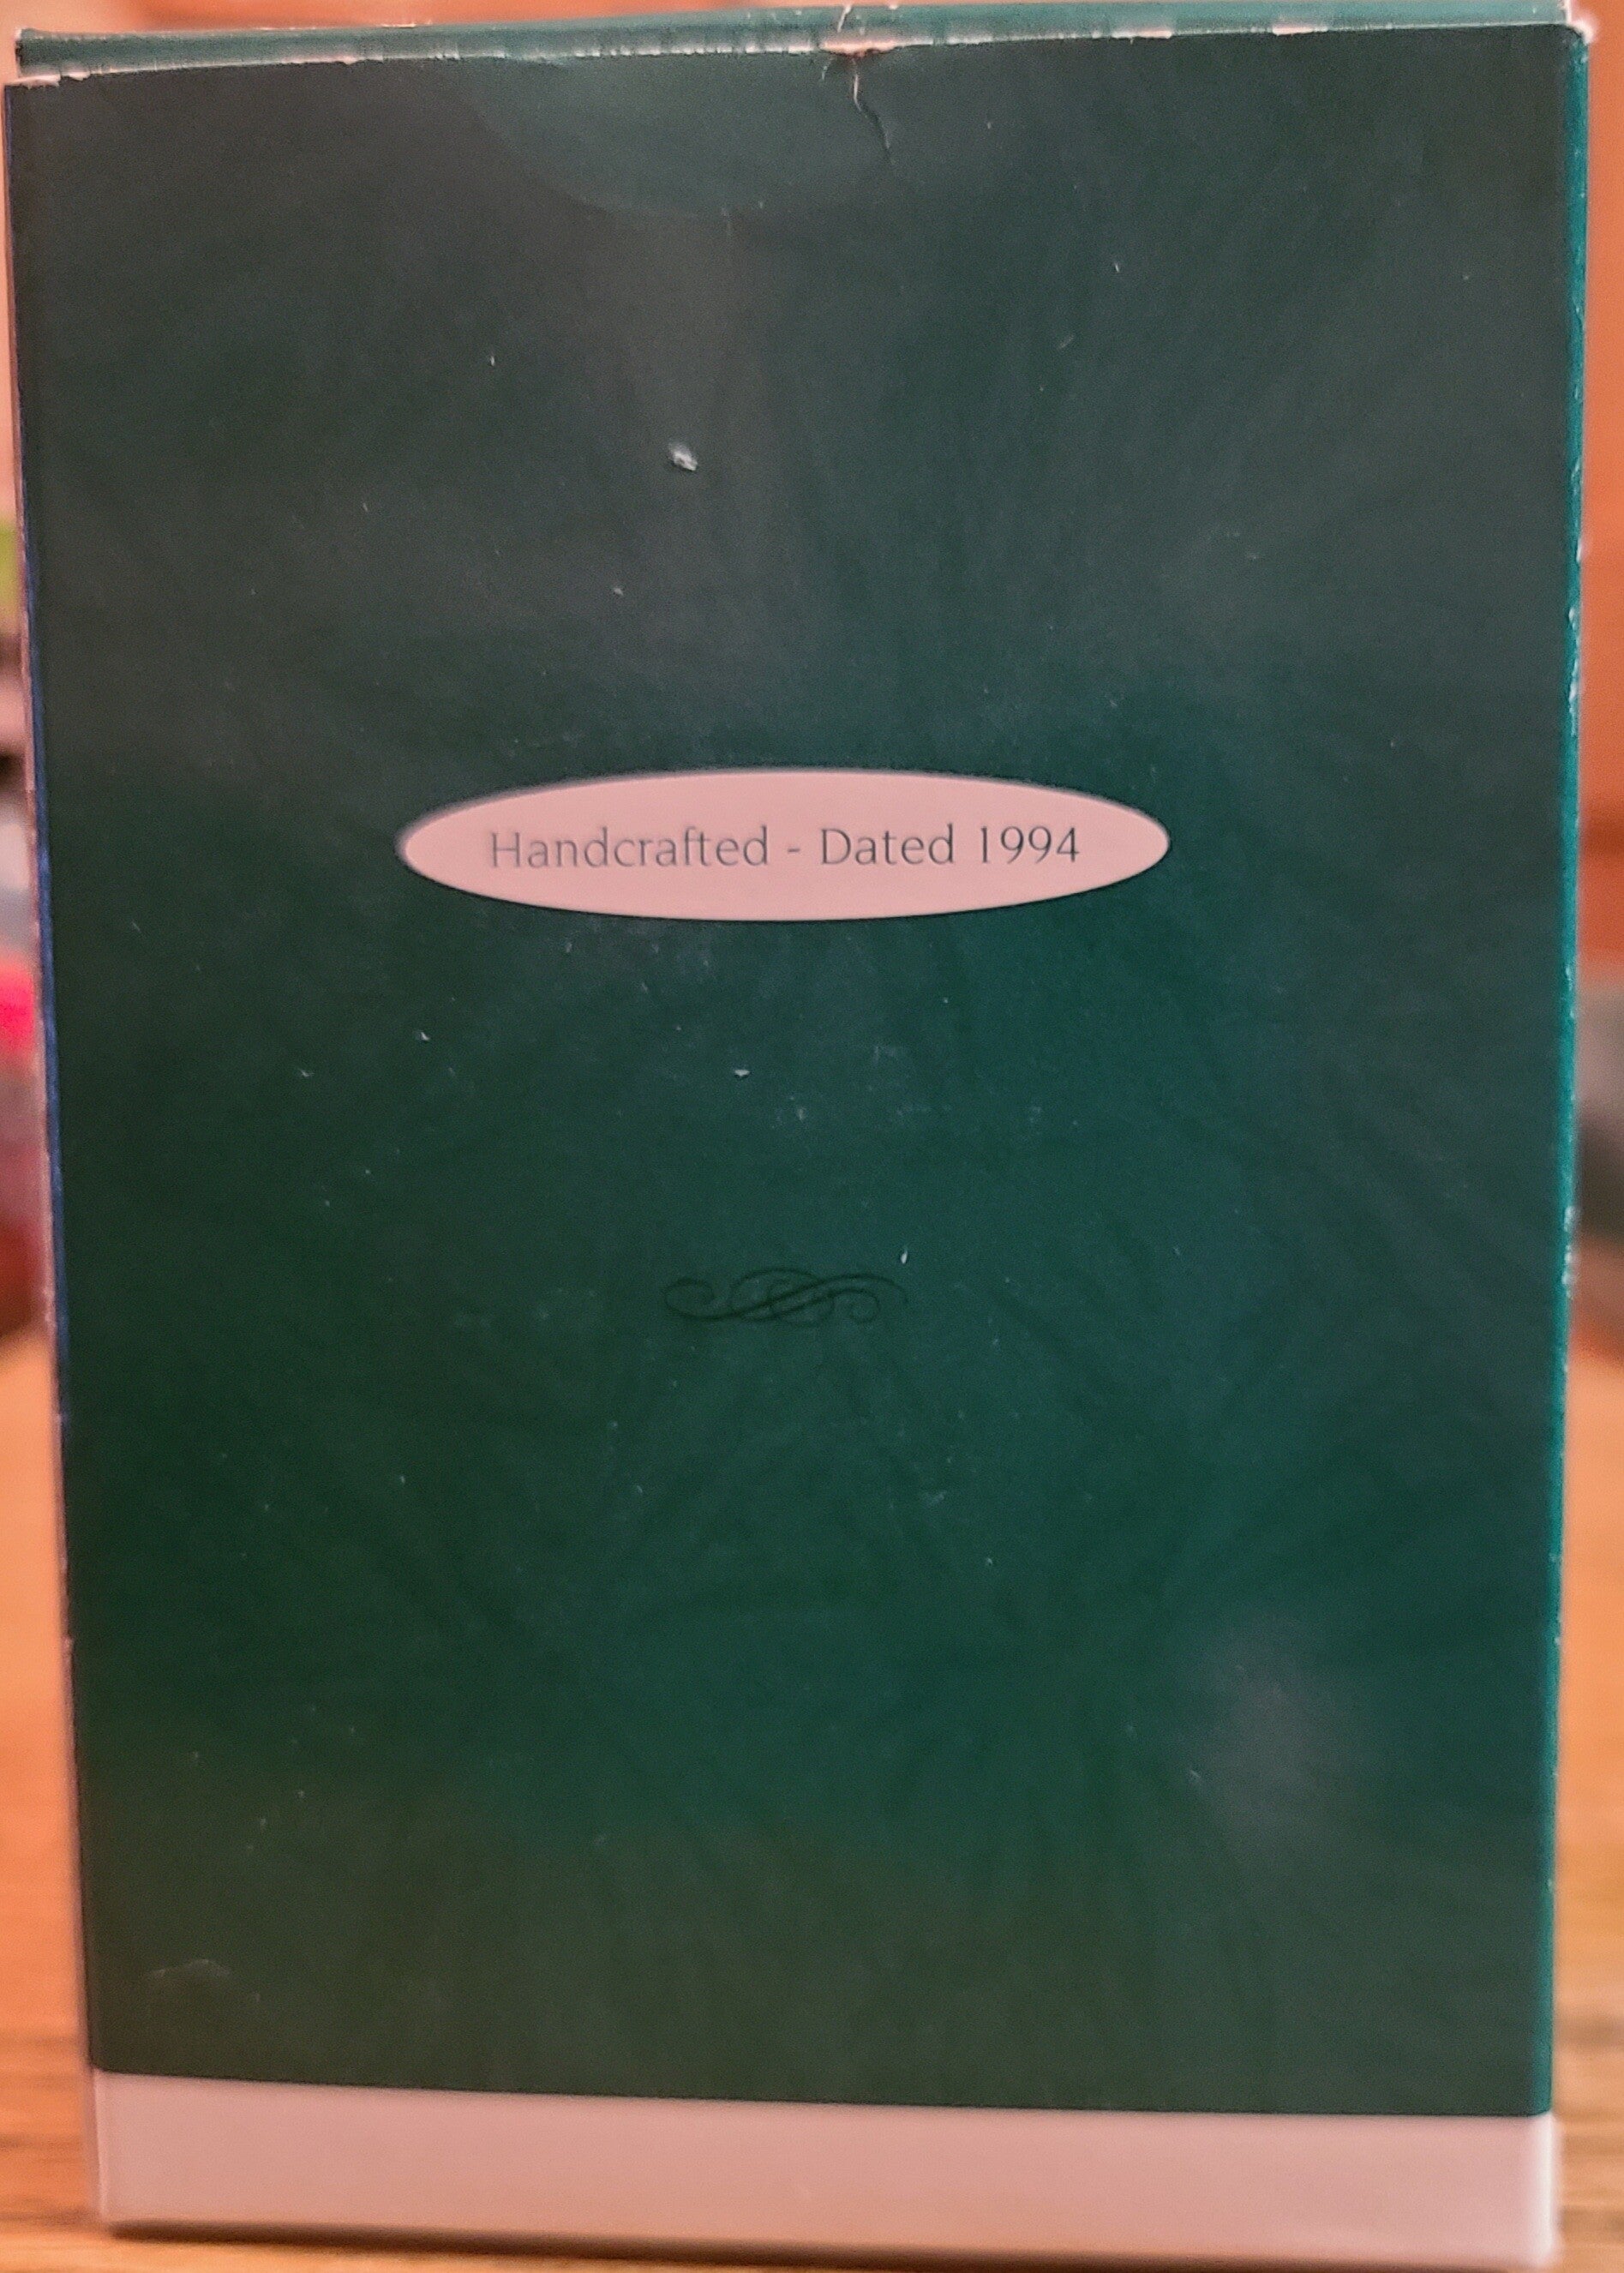 Handcrafted - Dated 1994